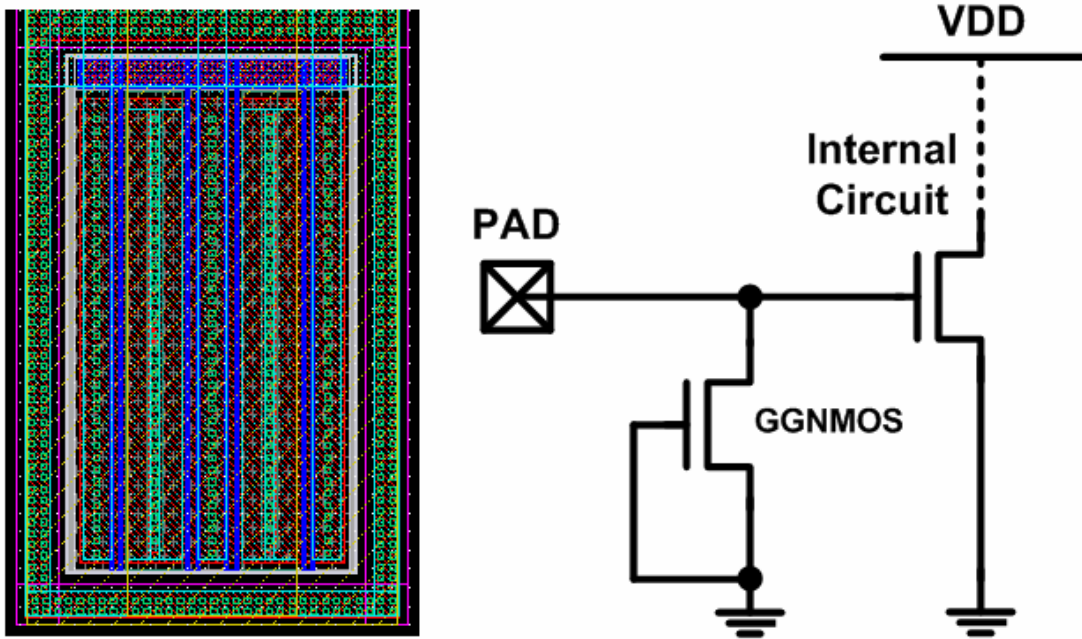 VDD
Internal
Circuit
PAD
GGNMOS